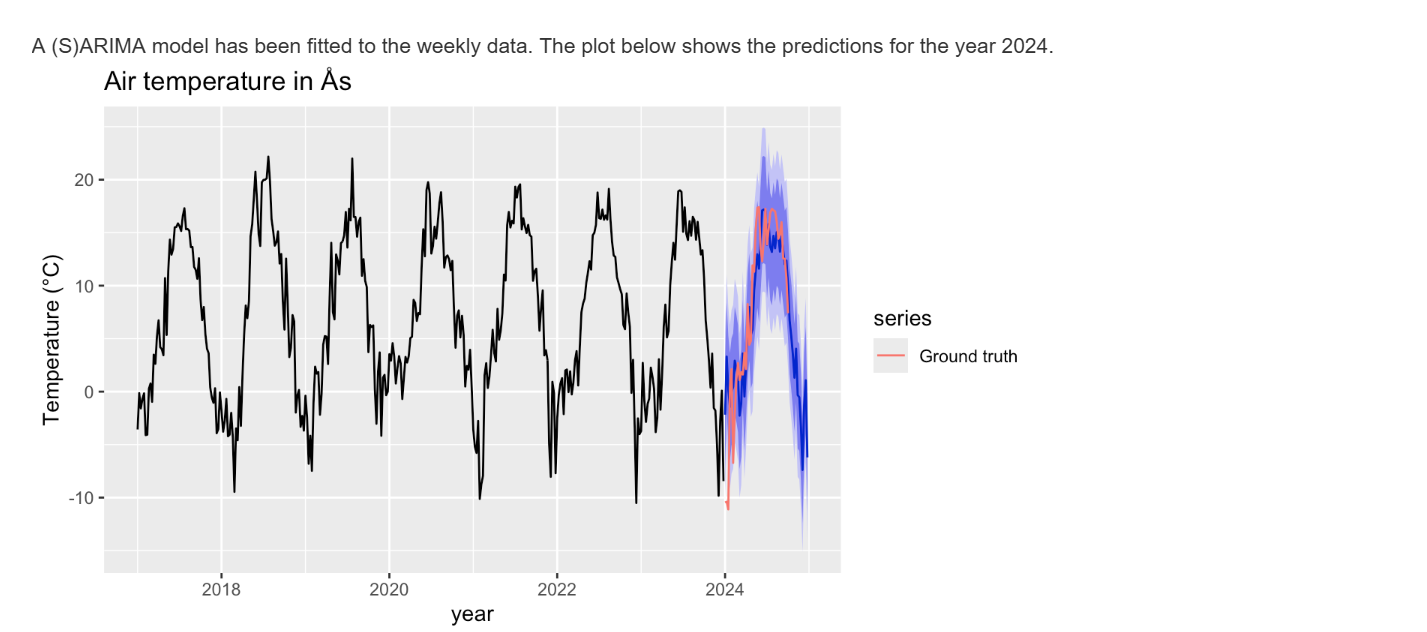 A (S)ARIMA model has been fitted to the weekly data. The plot below shows the predictions for the year 2024.
Air temperature in Ås
Temperature (°C)
20
10
0
-10
2018
2020
2022
2024
year
series
Ground truth